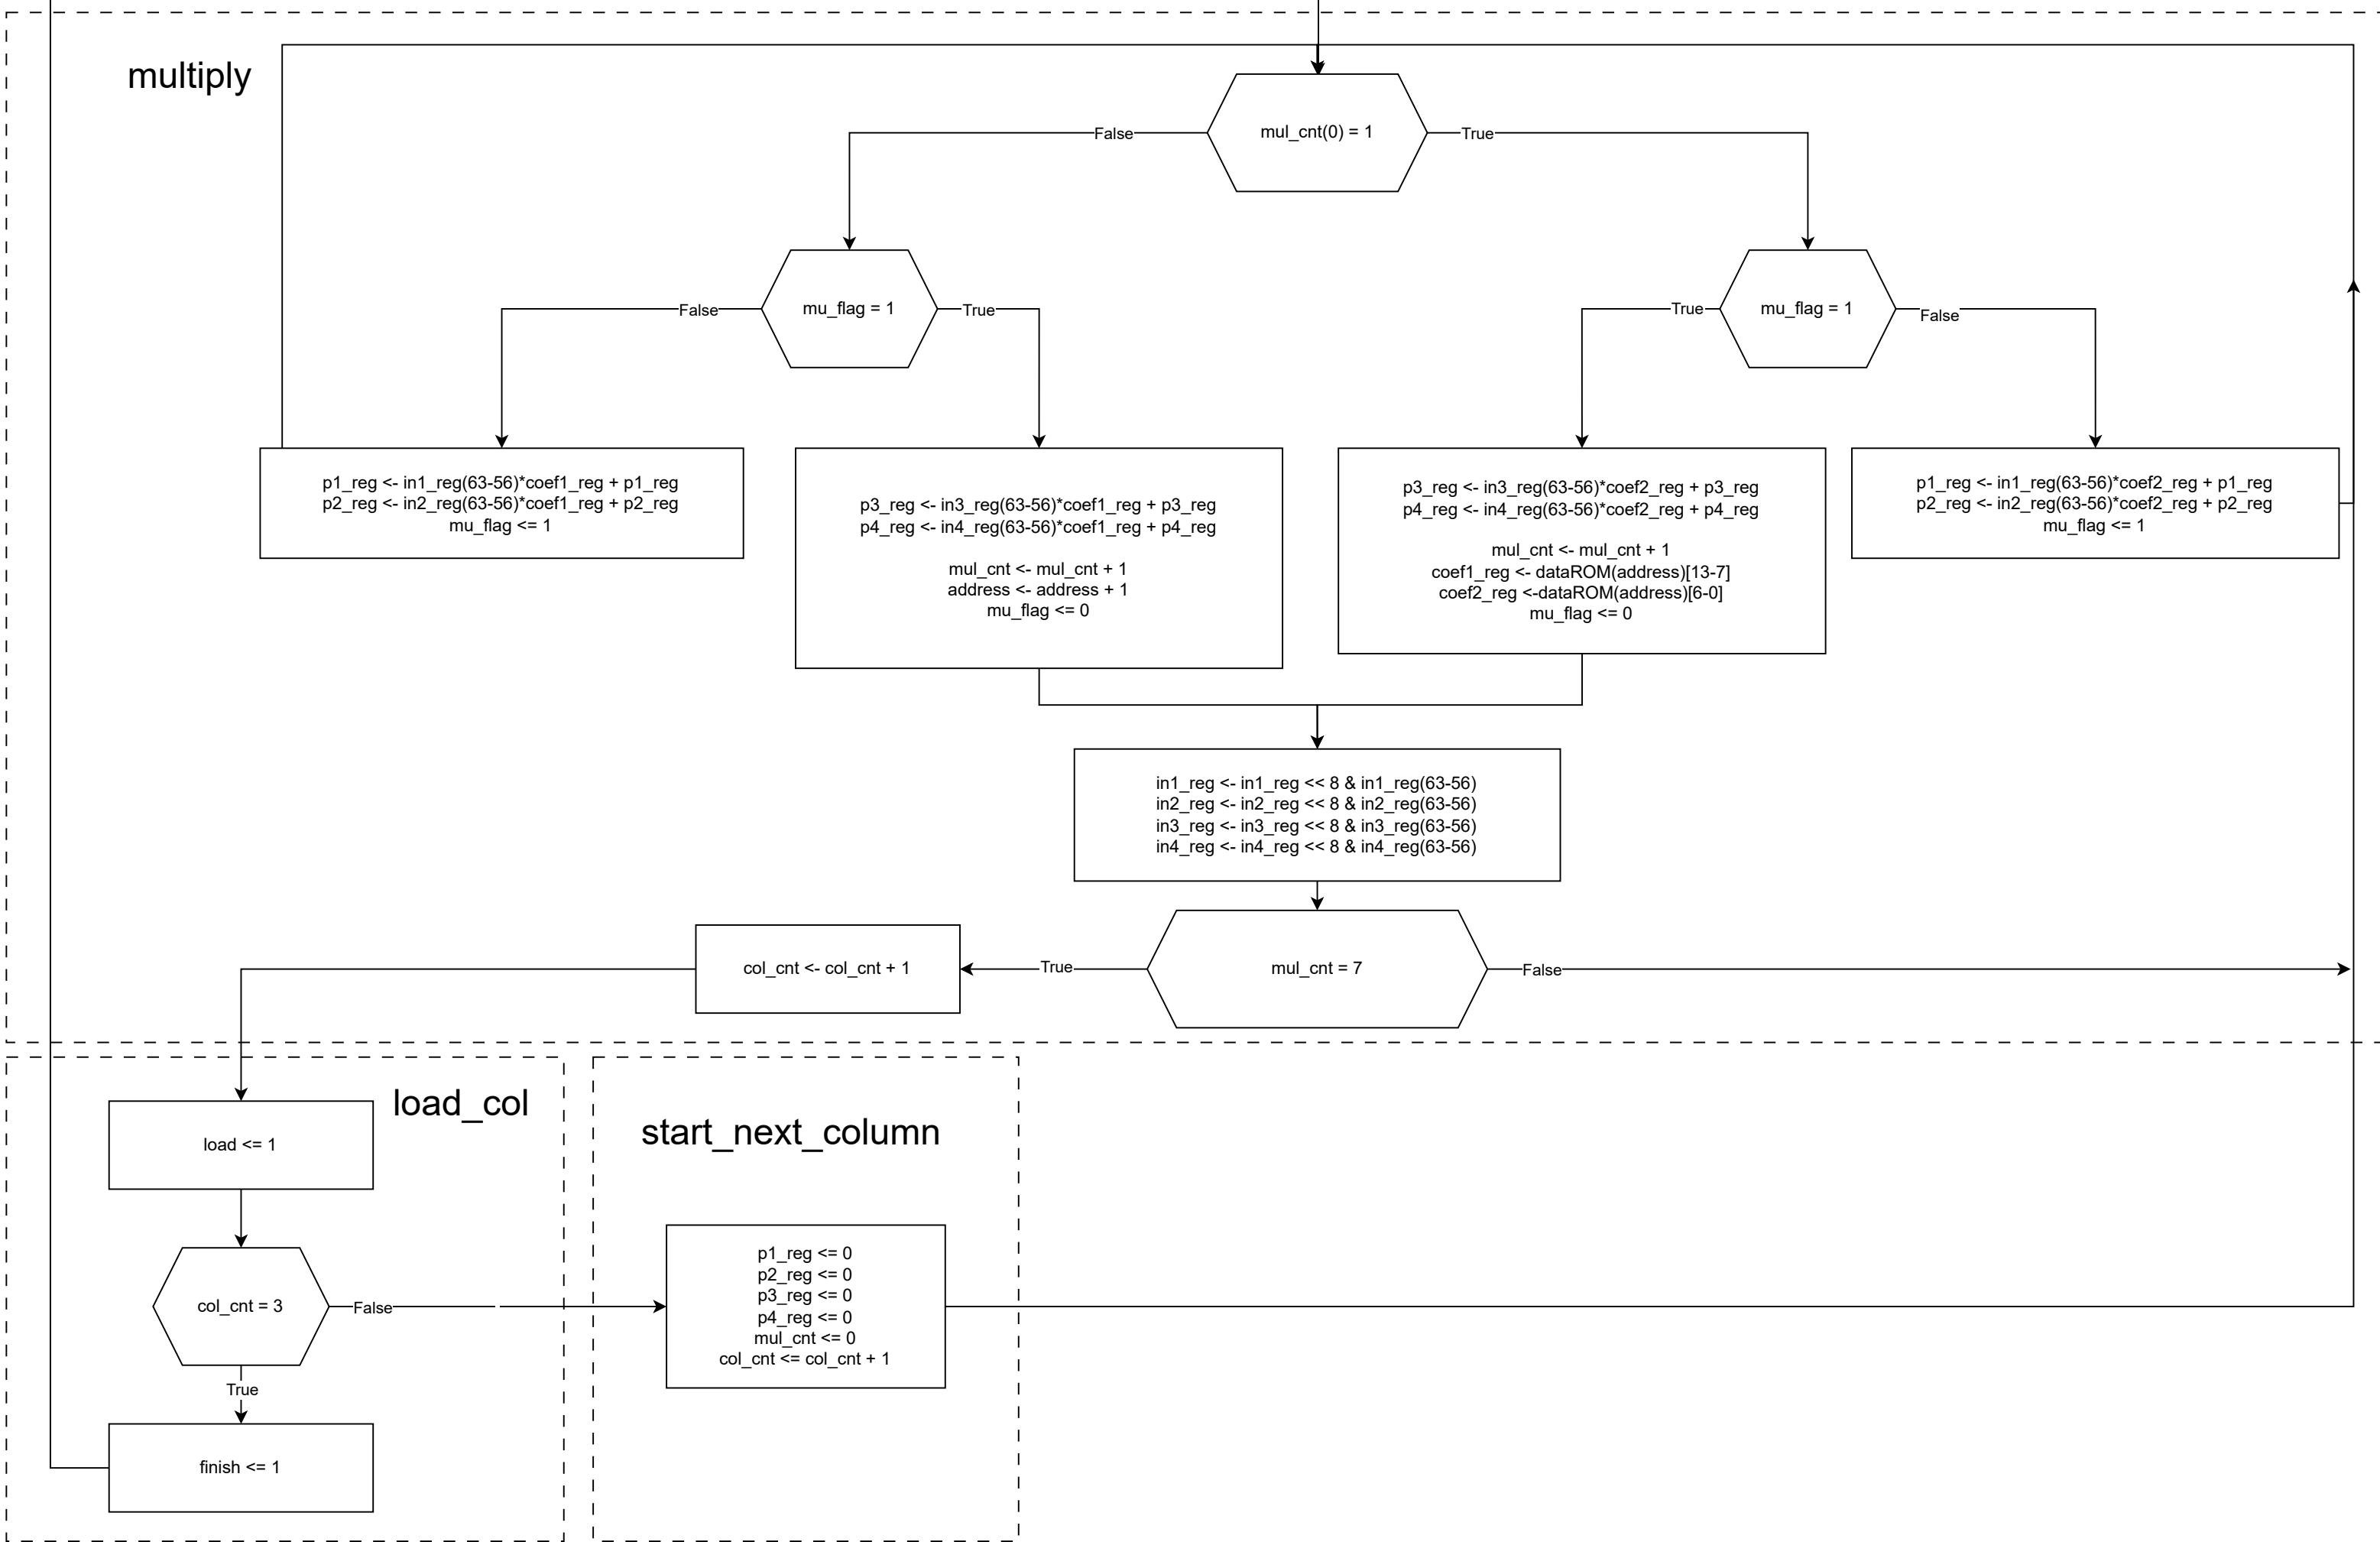 multiply
mul_cnt(0) = 1
False
True
mu_flag = 1
mu_flag = 1
False
True
True
False
p1_reg <- in1_reg(63-56)*coef1_reg + p1_reg
p2_reg <- in2_reg(63-56)*coef1_reg + p2_reg
mu_flag <= 1
p3_reg <- in3_reg(63-56)*coef1_reg + p3_reg
p4_reg <- in4_reg(63-56)*coef1_reg + p4_reg
mul_cnt <- mul_cnt + 1
address <- address + 1
mu_flag <= 0
p3_reg <- in3_reg(63-56)*coef2_reg + p3_reg
p4_reg <- in4_reg(63-56)*coef2_reg + p4_reg
mul_cnt <- mul_cnt + 1
coef1_reg <- dataROM(address)[13-7]
coef2_reg <-dataROM(address)[6-0]
mu_flag <= 0
p1_reg <- in1_reg(63-56)*coef2_reg + p1_reg
p2_reg <- in2_reg(63-56)*coef2_reg + p2_reg
mu_flag <= 1
in1_reg <- in1_reg << 8 & in1_reg(63-56)
in2_reg <- in2_reg << 8 & in2_reg(63-56)
in3_reg <- in3_reg << 8 & in3_reg(63-56)
in4_reg <- in4_reg << 8 & in4_reg(63-56)
col_cnt <- col_cnt + 1
True
mul_cnt = 7
False
load_col
load <= 1
col_cnt = 3
False
True
finish <= 1
start_next_column
p1_reg <= 0
p2_reg <= 0
p3_reg <= 0
p4_reg <= 0
mul_cnt <= 0
col_cnt <= col_cnt + 1